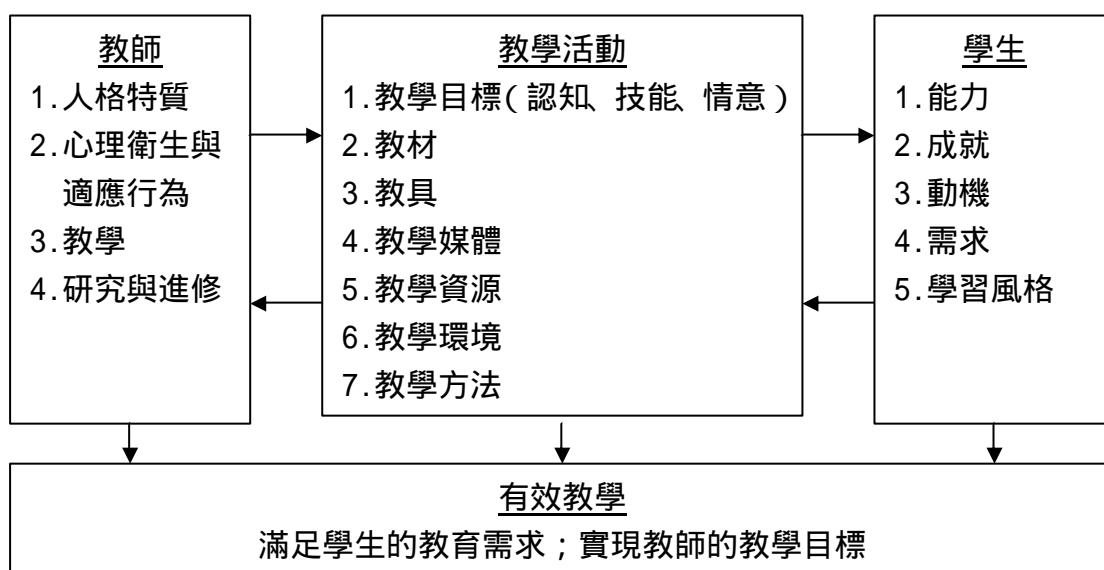 教師
1.人格特質
2.心理衛生與
適應行為
3.教學
4.研究與進修
教學活動
1.教學目標(認知、技能、情意)
2.教材
3.教具
4.教學媒體
5.教學資源
6.教學環境
7.教學方法
學生
1.能力
2.成就
3.動機
4.需求
5.學習風格
有效教學
滿足學生的教育需求；實現教師的教學目標